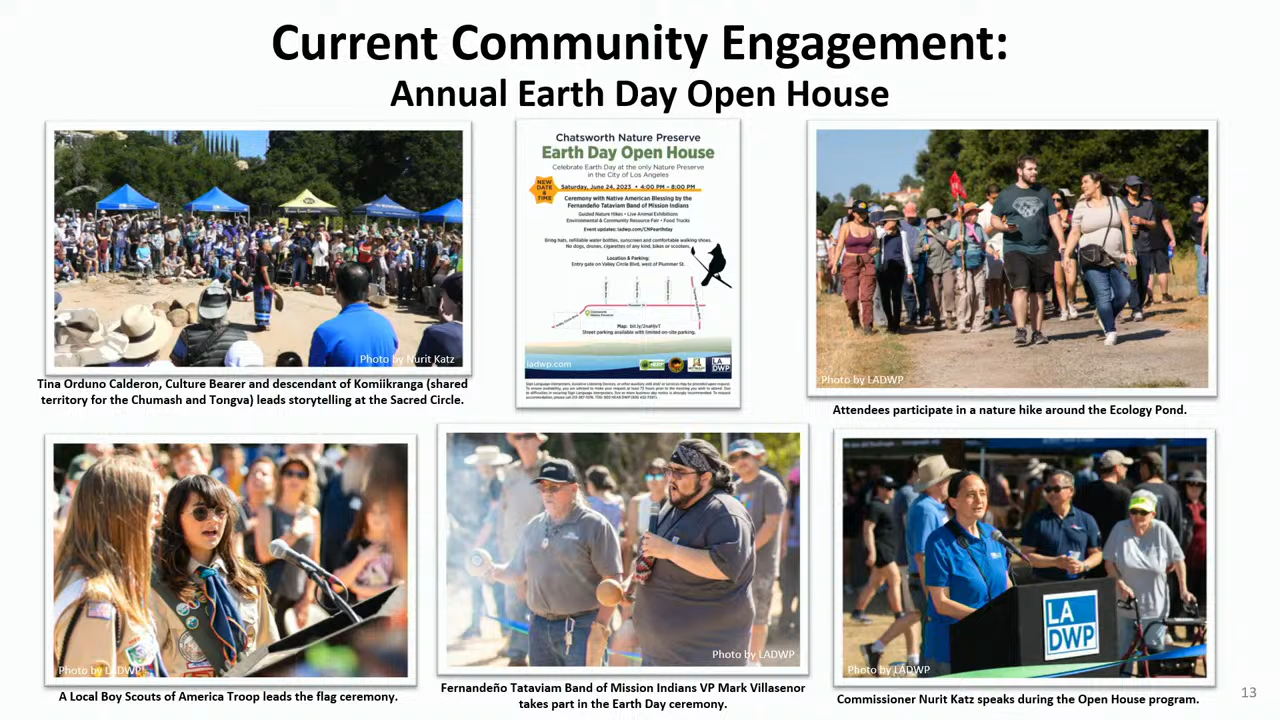 Current Community Engagement:
Annual Earth Day Open House
Photo by Nurit Katz
Tina Orduno Calderon, Culture Bearer and descendant of Komiikranga (shared
territory for the Chumash and Tongva) leads storytelling at the Sacred Circle.
Chatsworth Nature Preserve
Earth Day Open House
Celebrate Earth Day at the only Nature Preserve
in the City of Los Angeles
NEW
DATE
&
TIME
Saturday, June 24, 2023 • 4:00 PM – 8:00 PM
Ceremony with Native American Blessing by the
Fernandeño Tataviam Band of Mission Indians
Guided Nature Hikes • Live Animal Exhibitions
Environmental & Community Resource Fair • Food Trucks
Event updates: ladwp.com/CNPearthday
Bring hats, refillable water bottles, sunscreen and comfortable walking shoes.
No dogs, drones, cigarettes of any kind, bikes or scooters.
Location & Parking:
Entry gate on Valley Circle Blvd, west of Plummer St.
Street parking available with limited on-site parking.
ladwp.com
LA
DWP
Photo by LADWP
Attendees participate in a nature hike around the Ecology Pond.
Photo by LADWP
A Local Boy Scouts of America Troop leads the flag ceremony.
Photo by LADWP
Fernandeño Tataviam Band of Mission Indians VP Mark Villasenor
takes part in the Earth Day ceremony.
LA
DWP
Photo by LADWP
Commissioner Nurit Katz speaks during the Open House program.
13